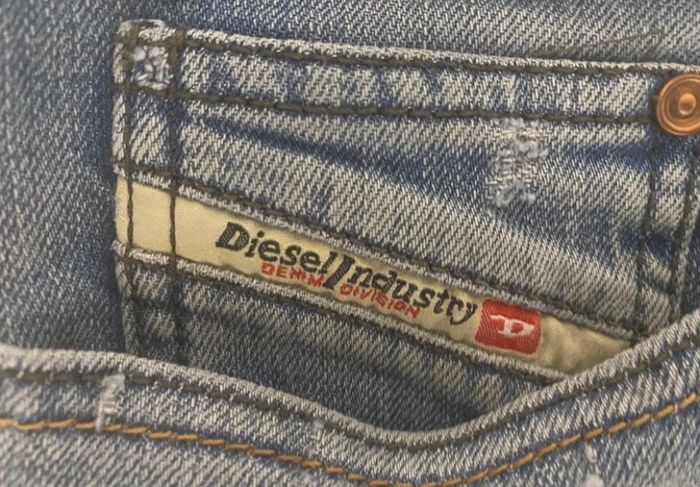 Diesel Industry
DENIM DIVISION
D